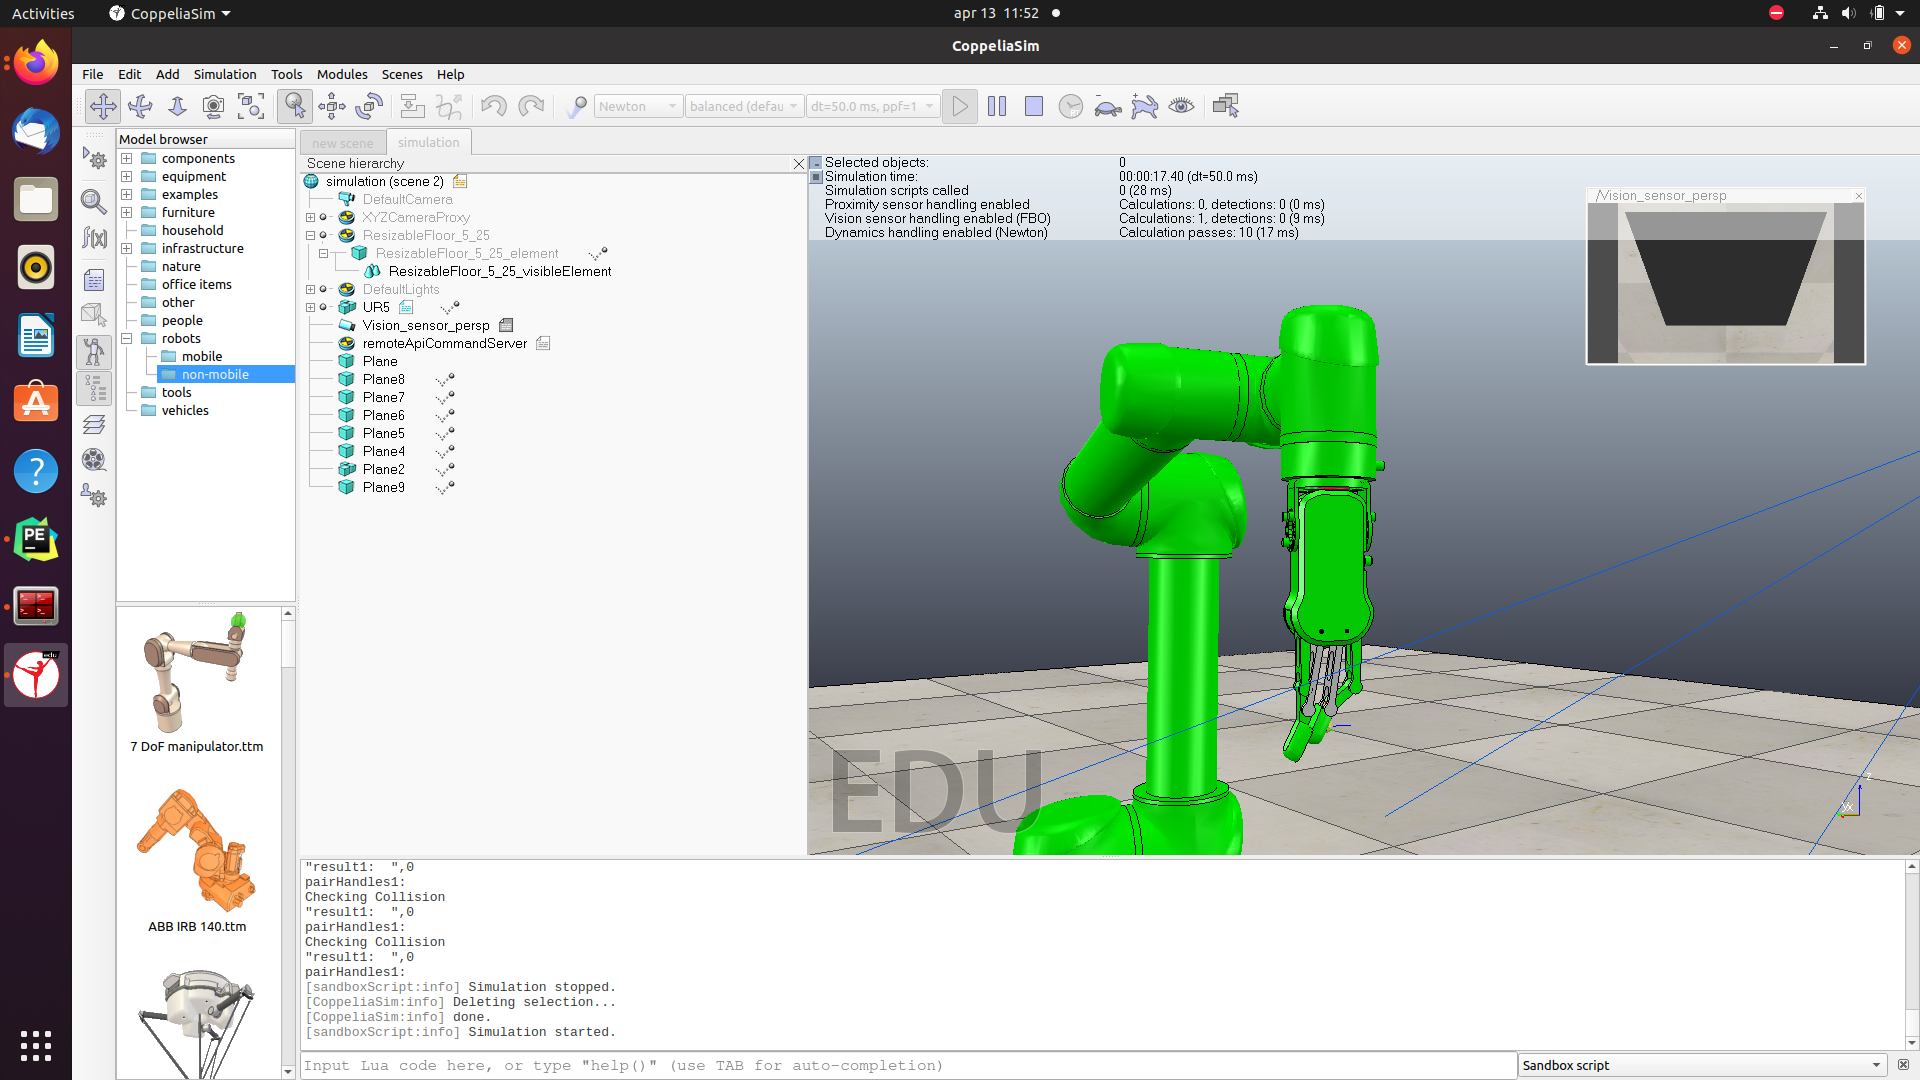 Activities
CoppeliaSim
apr 13 11:52
CoppeliaSim
File Edit Add Simulation Tools Modules Scenes Help
Newton
balanced (defau
dt=50.0 ms, ppf=1
Model browser
components
equipment
examples
furniture
household
infrastructure
nature
office items
other
people
robots
mobile
non-mobile
tools
vehicles
7 DoF manipulator.ttm
ABB IRB 140.ttm
new scene
simulation
Scene hierarchy
simulation (scene 2)
DefaultCamera
XYZCameraProxy
ResizableFloor_5_25
ResizableFloor_5_25_element
ResizableFloor_5_25_visibleElement
DefaultLights
UR5
Vision_sensor_persp
remoteApiCommandServer
Plane
Plane8
Plane7
Plane6
Plane5
Plane4
Plane2
Plane9
Selected objects: 0
Simulation time: 00:00:17.40 (dt=50.0 ms)
Simulation scripts called 0 (28 ms)
Proximity sensor handling enabled Calculations: 0, detections: 0 (0 ms)
Vision sensor handling enabled (FBO) Calculations: 1, detections: 0 (9 ms)
Dynamics handling enabled (Newton) Calculation passes: 10 (17 ms)
/Vision_sensor_persp
EDU
"result1:  ",0
pairHandles1:
Checking Collision
"result1:  ",0
pairHandles1:
Checking Collision
"result1:  ",0
pairHandles1:
[sandboxScript:info] Simulation stopped.
[CoppeliaSim:info] Deleting selection...
[CoppeliaSim:info] done.
[sandboxScript:info] Simulation started.
Input Lua code here, or type "help()" (use TAB for auto-completion)
Sandbox script
f(x)
PE
edu